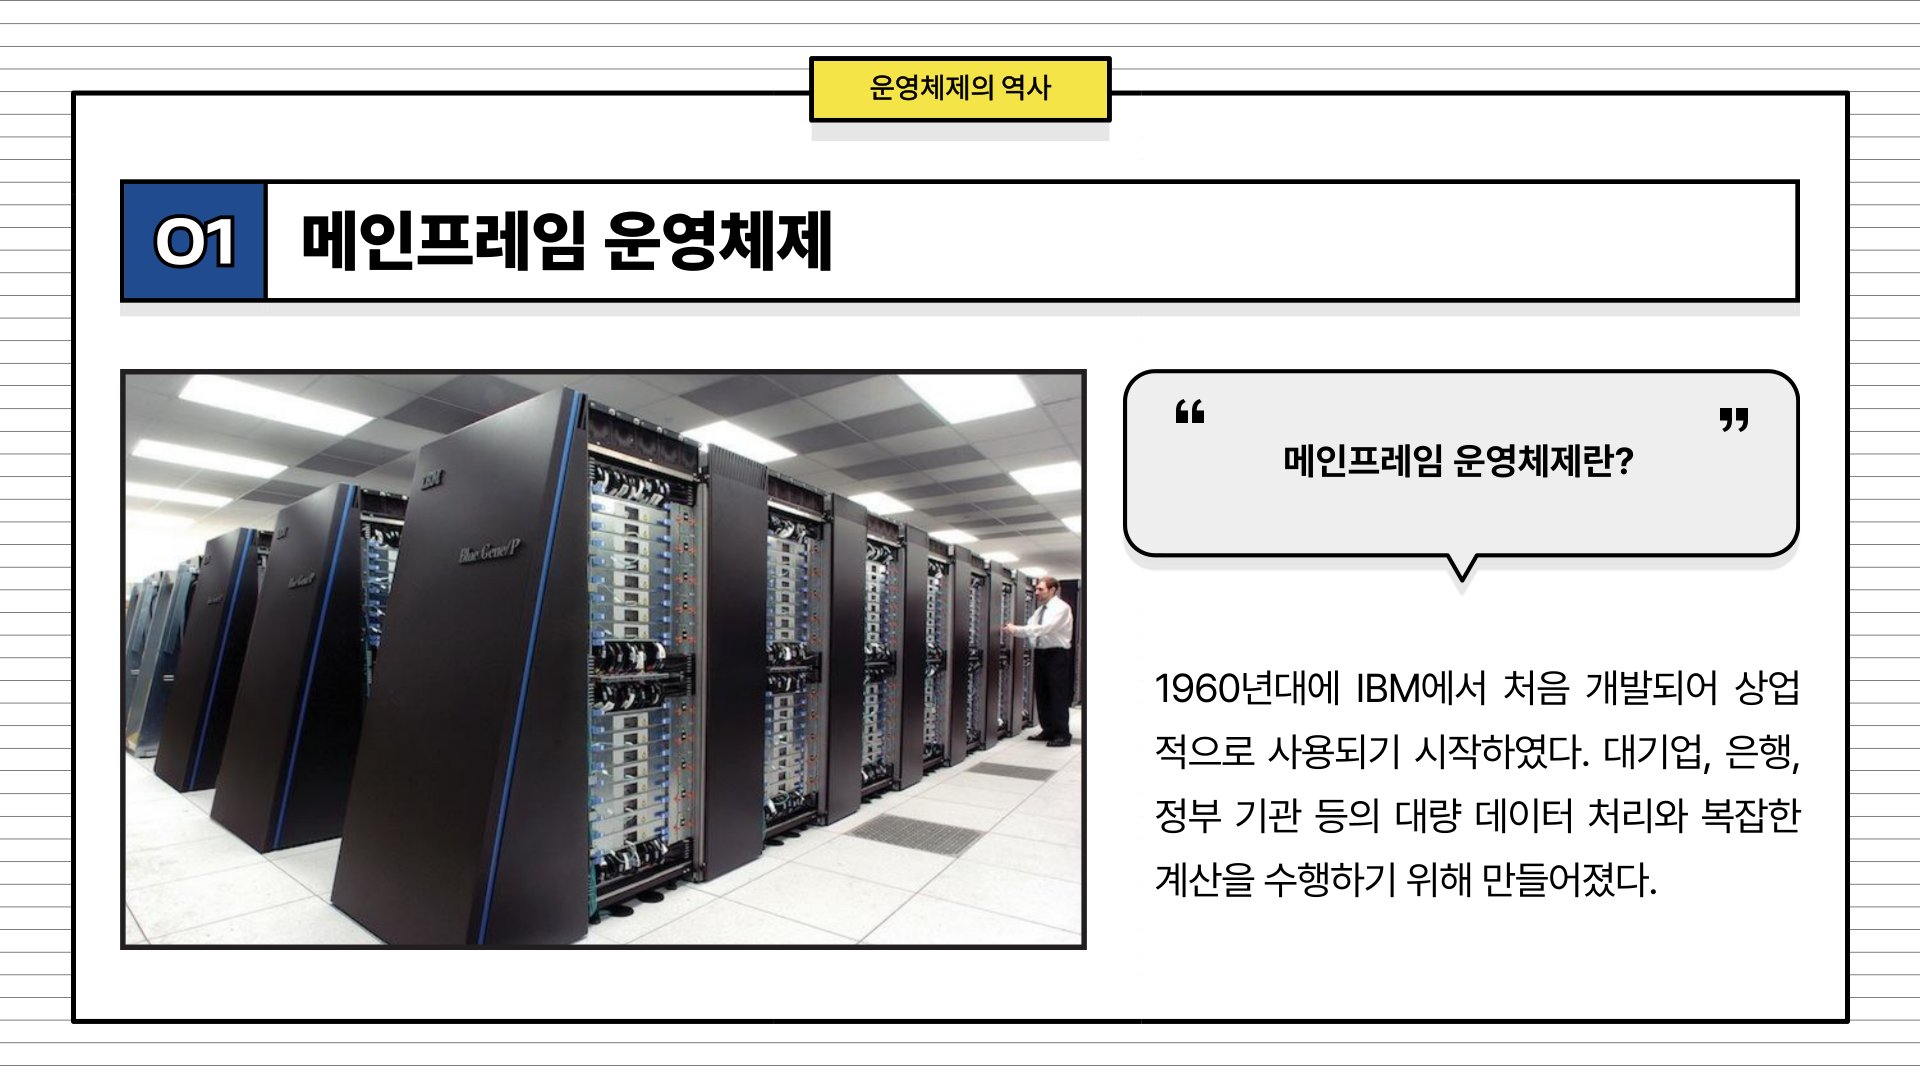 운영체제의 역사
01
메인프레임 운영체제
IBM
Blue Gene/P
“ ”
메인프레임 운영체제란?
1960년대에 IBM에서 처음 개발되어 상업
적으로 사용되기 시작하였다. 대기업, 은행,
정부 기관 등의 대량 데이터 처리와 복잡한
계산을 수행하기 위해 만들어졌다.